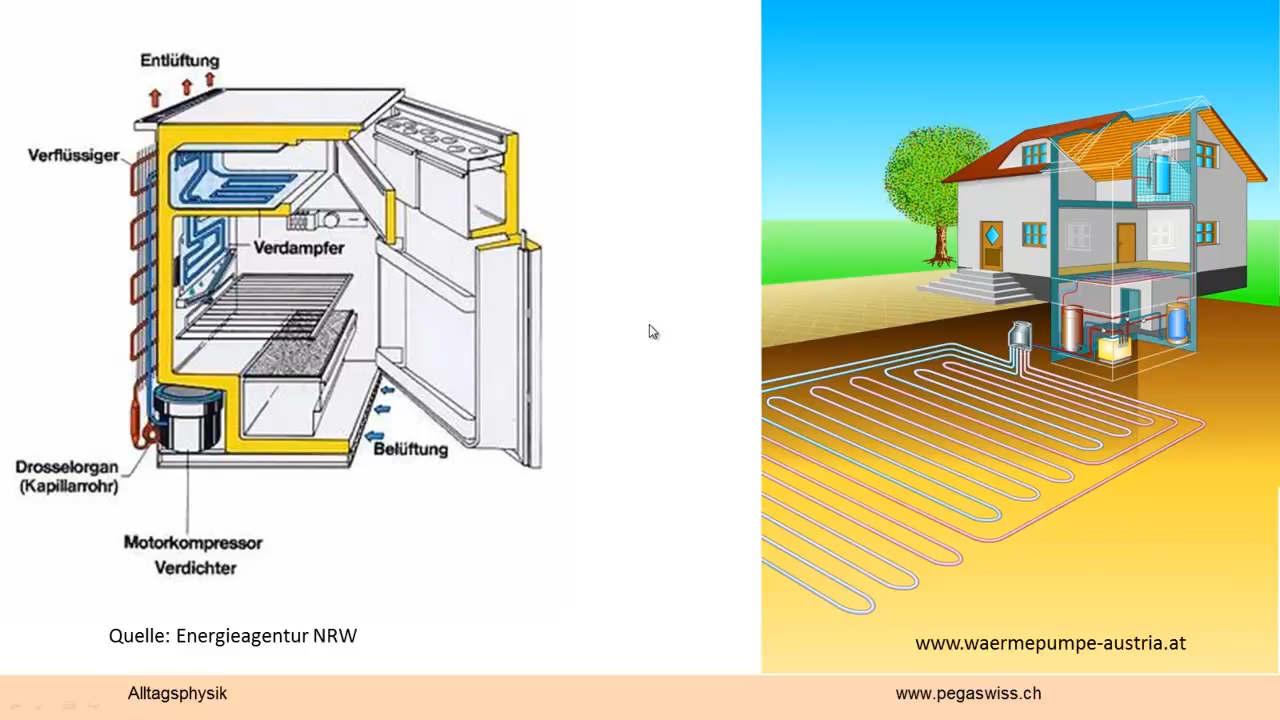 Entlüftung
Verflüssiger
Verdampfer
Belüftung
Drosselorgan
(Kapillarrohr)
Motorkompressor
Verdichter
Quelle: Energieagentur NRW
www.waermepumpe-austria.at
Alltagsphysik
www.pegaswiss.ch